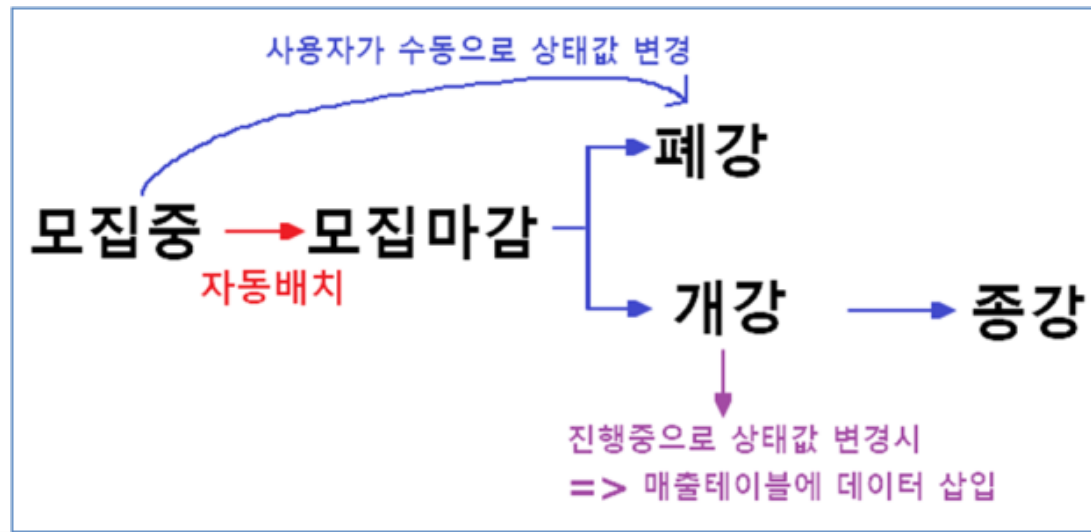 사용자가 수동으로 상태값 변경
폐강
모집중
모집마감
자동배치
개강
종강
진행중으로 상태값 변경시
=> 매출테이블에 데이터 삽입